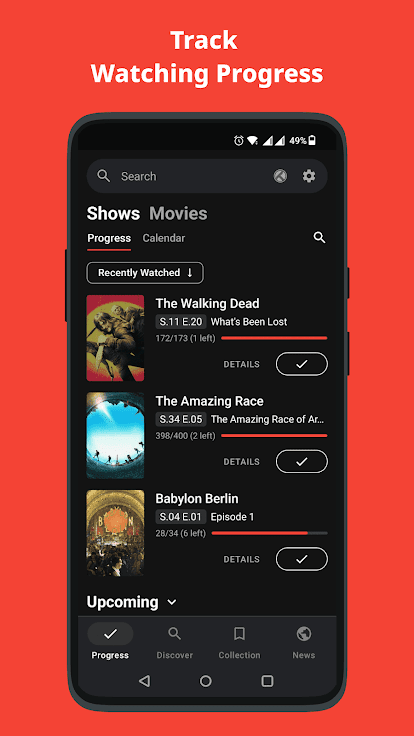 Track
Watching Progress
49%
Search
Shows Movies
Progress Calendar
Recently Watched ↓
The Walking Dead
S.11 E.20 What's Been Lost
172/173 (1 left)
DETAILS
The Amazing Race
S.34 E.05 The Amazing Race of Ar...
398/400 (2 left)
DETAILS
Babylon Berlin
S.04 E.01 Episode 1
28/34 (6 left)
DETAILS
Upcoming
Progress Discover Collection News